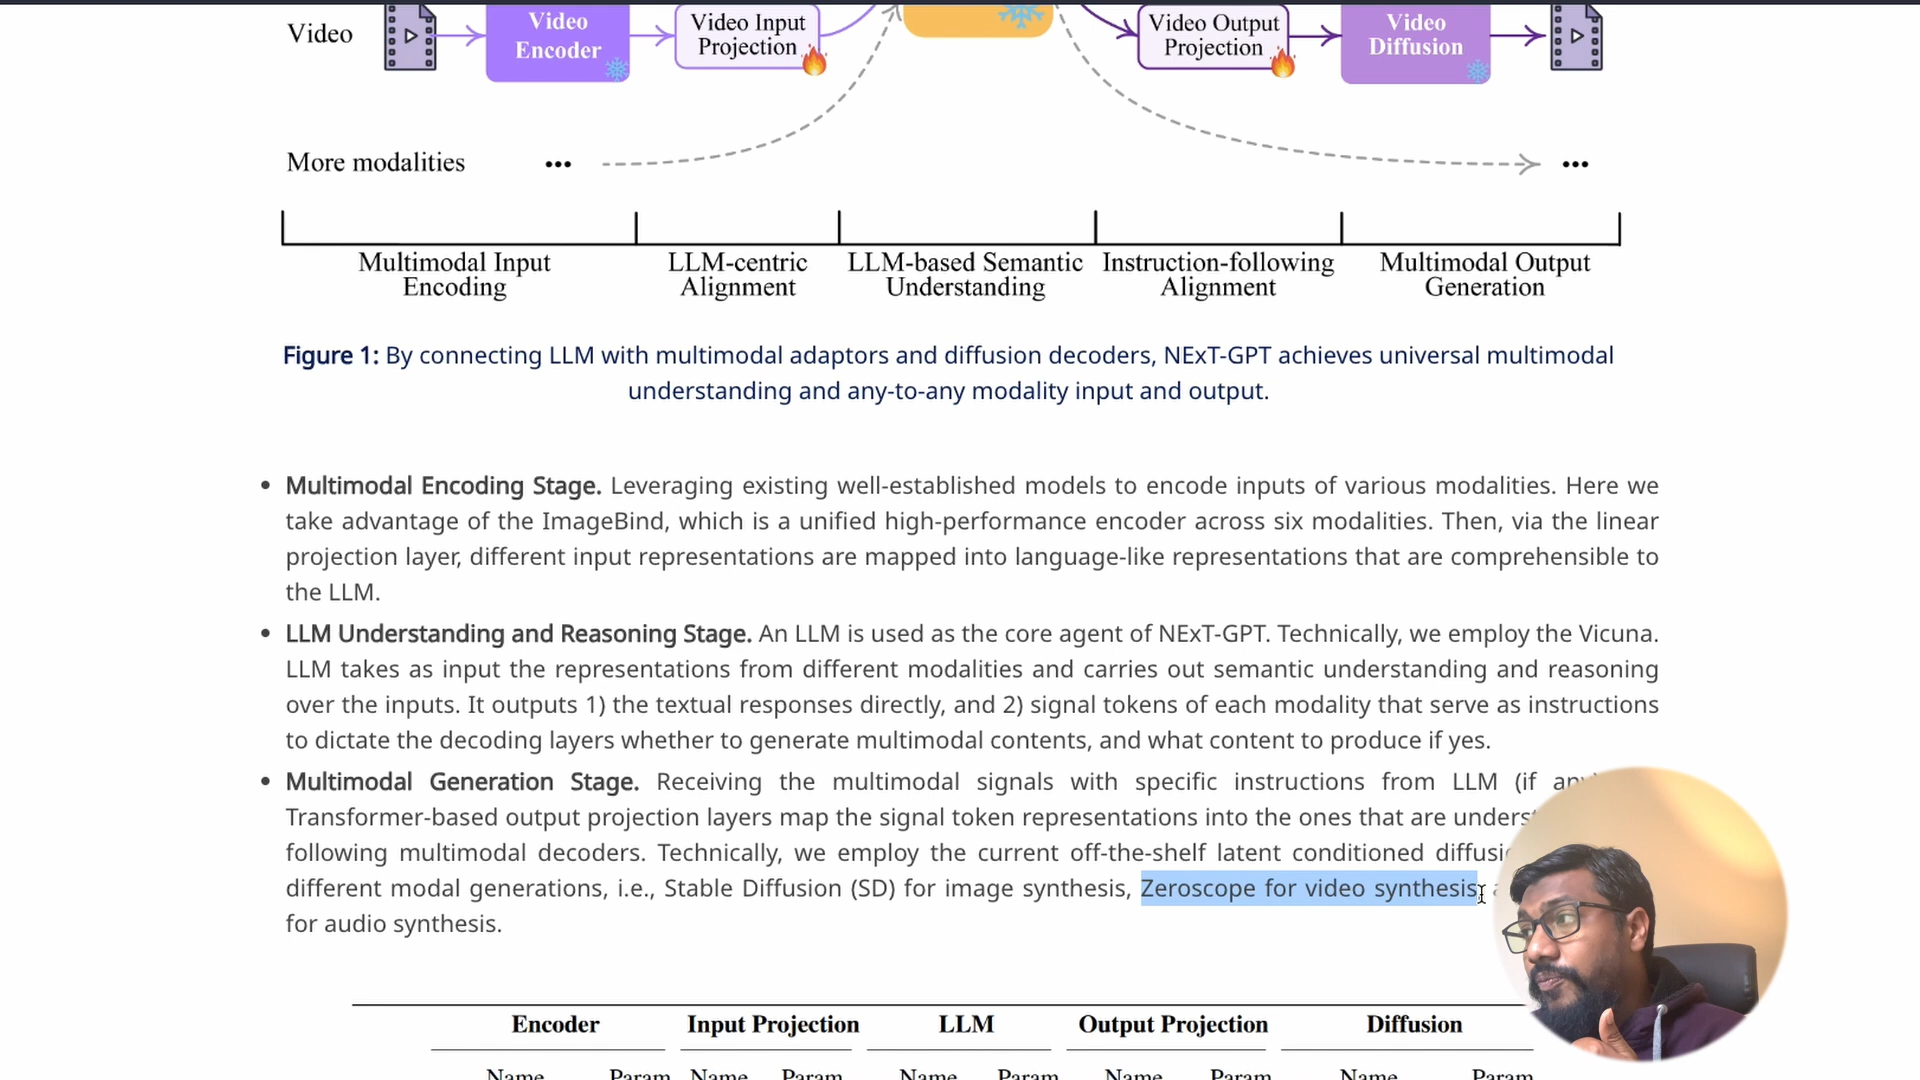 Video
Video
Encoder
Video Input
Projection
Video Output
Projection
Video
Diffusion
More modalities
...
...
Multimodal Input
Encoding
LLM-centric
Alignment
LLM-based Semantic
Understanding
Instruction-following
Alignment
Multimodal Output
Generation
Figure 1: By connecting LLM with multimodal adaptors and diffusion decoders, NExT-GPT achieves universal multimodal
understanding and any-to-any modality input and output.
• Multimodal Encoding Stage. Leveraging existing well-established models to encode inputs of various modalities. Here we
take advantage of the ImageBind, which is a unified high-performance encoder across six modalities. Then, via the linear
projection layer, different input representations are mapped into language-like representations that are comprehensible to
the LLM.
• LLM Understanding and Reasoning Stage. An LLM is used as the core agent of NExT-GPT. Technically, we employ the Vicuna.
LLM takes as input the representations from different modalities and carries out semantic understanding and reasoning
over the inputs. It outputs 1) the textual responses directly, and 2) signal tokens of each modality that serve as instructions
to dictate the decoding layers whether to generate multimodal contents, and what content to produce if yes.
• Multimodal Generation Stage. Receiving the multimodal signals with specific instructions from LLM (if any)
Transformer-based output projection layers map the signal token representations into the ones that are
following multimodal decoders. Technically, we employ the current off-the-shelf latent conditioned
different modal generations, i.e., Stable Diffusion (SD) for image synthesis, Zeroscope for video synthesis,
for audio synthesis.
Encoder Input Projection LLM Output Projection Diffusion
Name Param Name Param Name Param Name Param Name Param